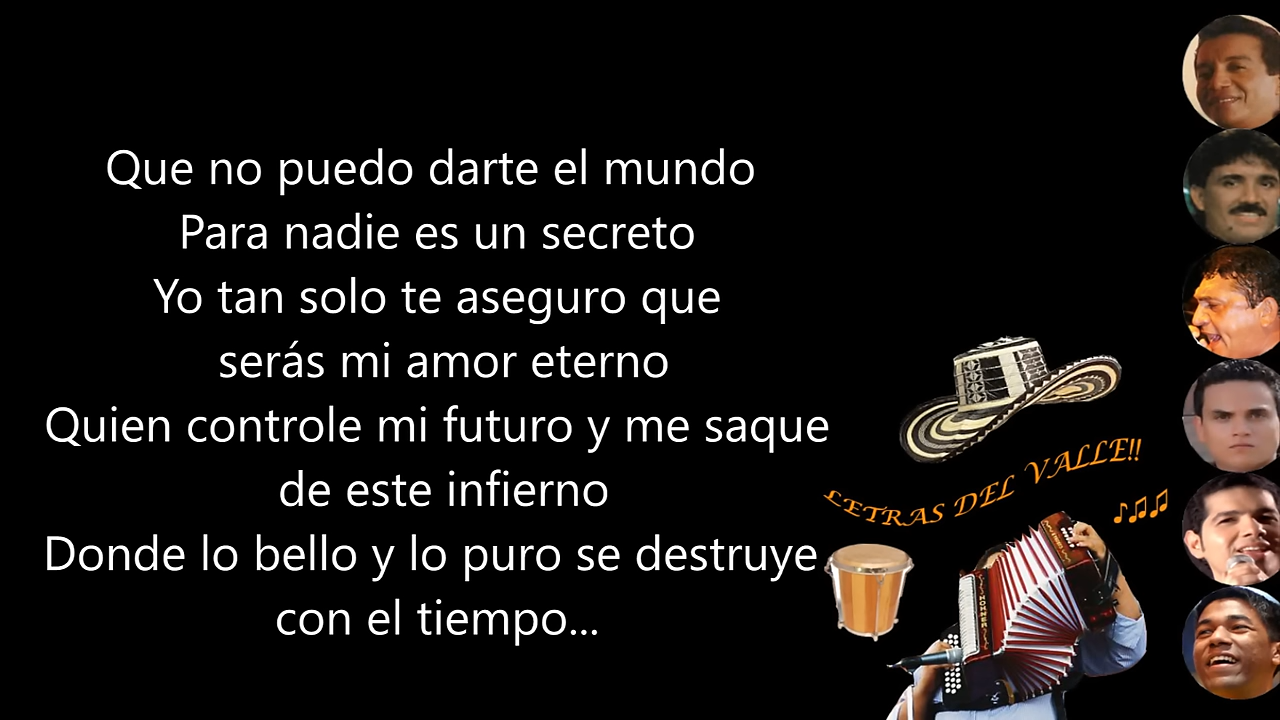 Que no puedo darte el mundo
Para nadie es un secreto
Yo tan solo te aseguro que
serás mi amor eterno
Quien controle mi futuro y me saque
de este infierno
Donde lo bello y lo puro se destruye
con el tiempo...
LETRAS DEL VALLE!!
HOHNER